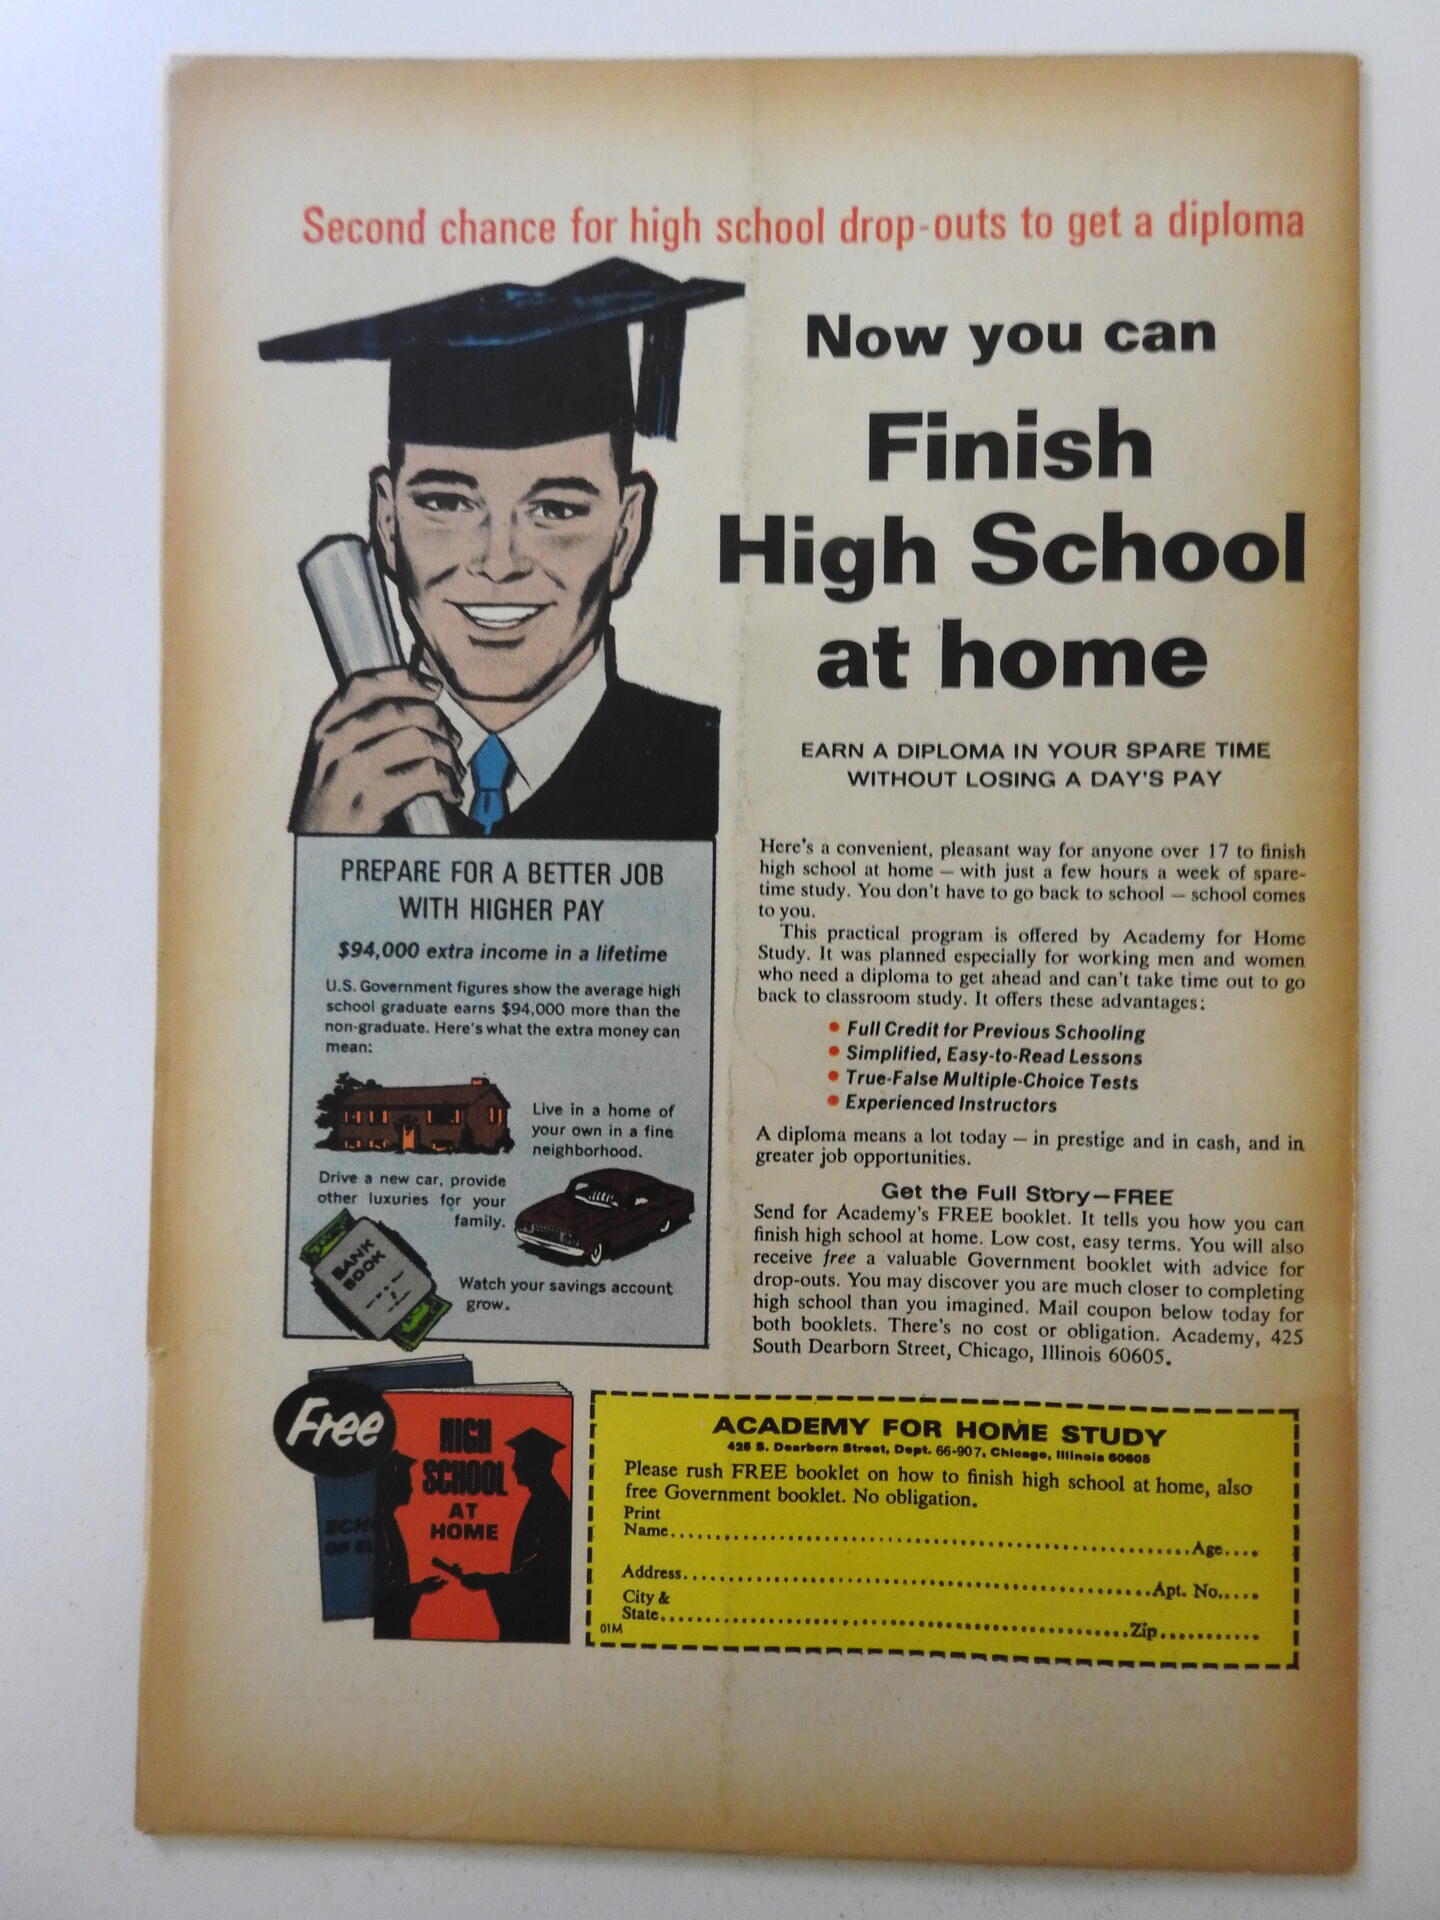 Second chance for high school drop-outs to get a diploma
Now you can
Finish
High School
at home
EARN A DIPLOMA IN YOUR SPARE TIME
WITHOUT LOSING A DAY'S PAY
Here's a convenient, pleasant way for anyone over 17 to finish
high school at home — with just a few hours a week of spare-
time study. You don't have to go back to school — school comes
to you.
This practical program is offered by Academy for Home
Study. It was planned especially for working men and women
who need a diploma to get ahead and can't take time out to go
back to classroom study. It offers these advantages:
• Full Credit for Previous Schooling
• Simplified, Easy-to-Read Lessons
• True-False Multiple-Choice Tests
• Experienced Instructors
A diploma means a lot today — in prestige and in cash, and in
greater job opportunities.
Get the Full Story—FREE
Send for Academy's FREE booklet. It tells you how you can
finish high school at home. Low cost, easy terms. You will also
receive free a valuable Government booklet with advice for
drop-outs. You may discover you are much closer to completing
high school than you imagined. Mail coupon below today for
both booklets. There's no cost or obligation. Academy, 425
South Dearborn Street, Chicago, Illinois 60605.
PREPARE FOR A BETTER JOB
WITH HIGHER PAY
$94,000 extra income in a lifetime
U.S. Government figures show the average high
school graduate earns $94,000 more than the
non-graduate. Here's what the extra money can
mean:
Live in a home of
your own in a fine
neighborhood.
Drive a new car, provide
other luxuries for your
family.
BANK
BOOK
Watch your savings account
grow.
Free
HIGH
SCHOOL
AT
HOME
SCH
OR EL
ACADEMY FOR HOME STUDY
425 S. Dearborn Street, Dept. 66-907, Chicago, Illinois 60605
Please rush FREE booklet on how to finish high school at home, also
free Government booklet. No obligation.
Print
Name.......................................................Age....
Address..................................................Apt. No.....
City &
State....................................................Zip...........
01M